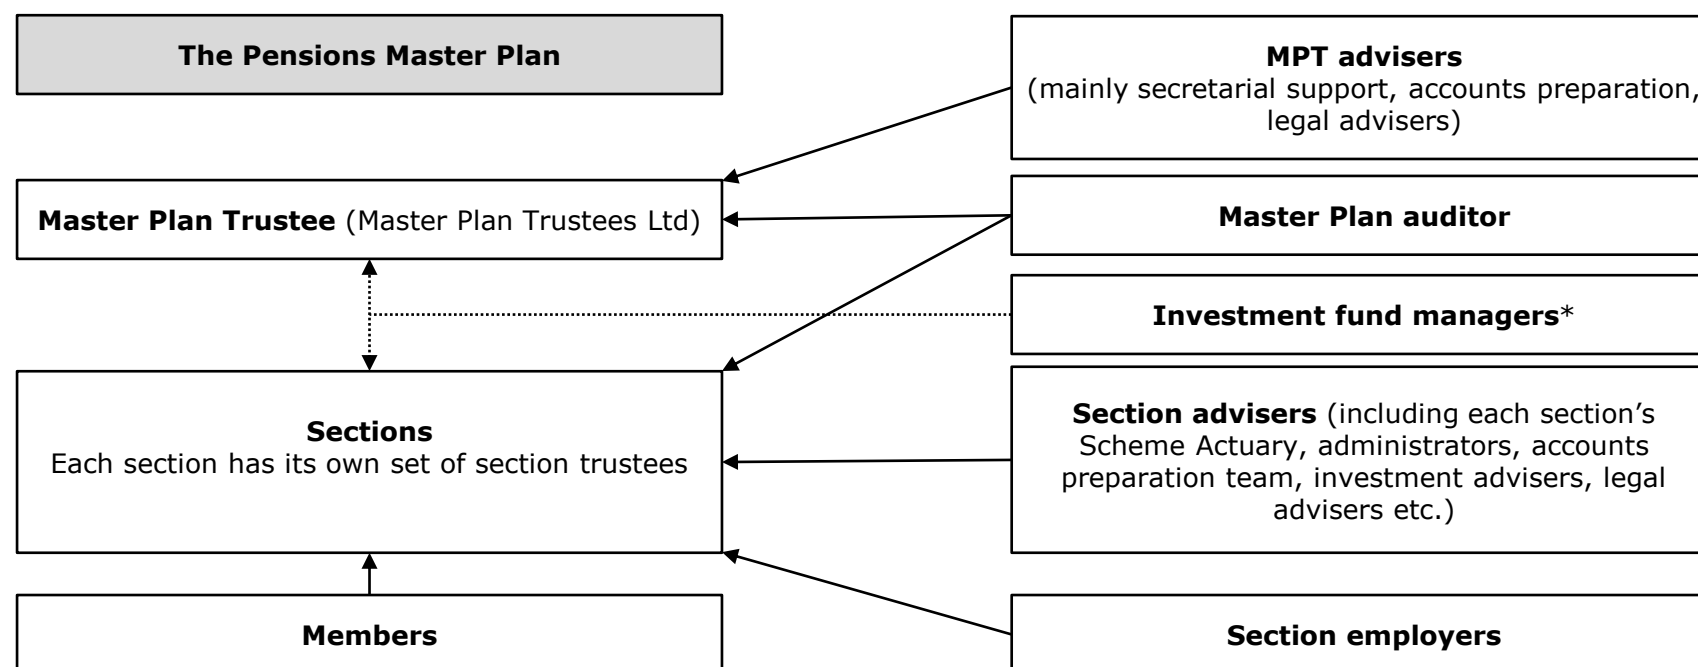 The Pensions Master Plan
MPT advisers
(mainly secretarial support, accounts preparation,
legal advisers)
Master Plan Trustee (Master Plan Trustees Ltd)
Master Plan auditor
Investment fund managers*
Sections
Each section has its own set of section trustees
Section advisers (including each section’s
Scheme Actuary, administrators, accounts
preparation team, investment advisers, legal
advisers etc.)
Members
Section employers